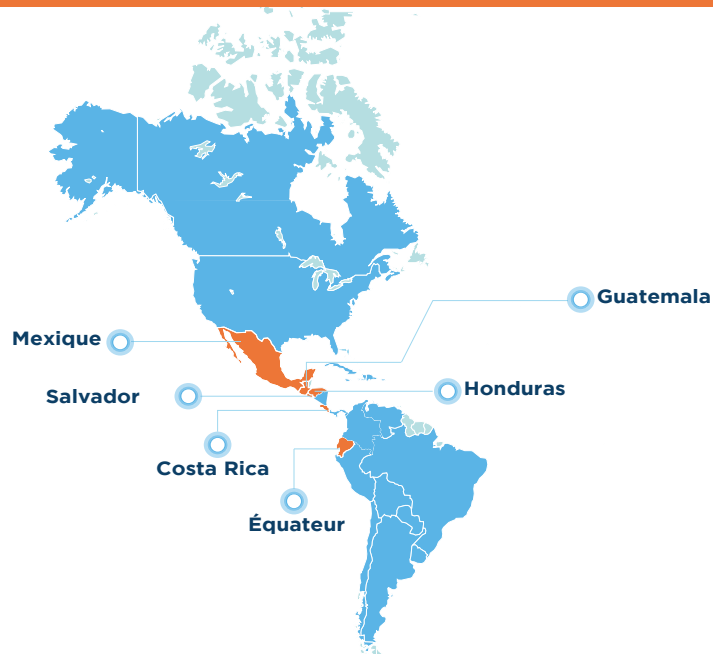 Guatemala
Mexique
Salvador
Honduras
Costa Rica
Équateur